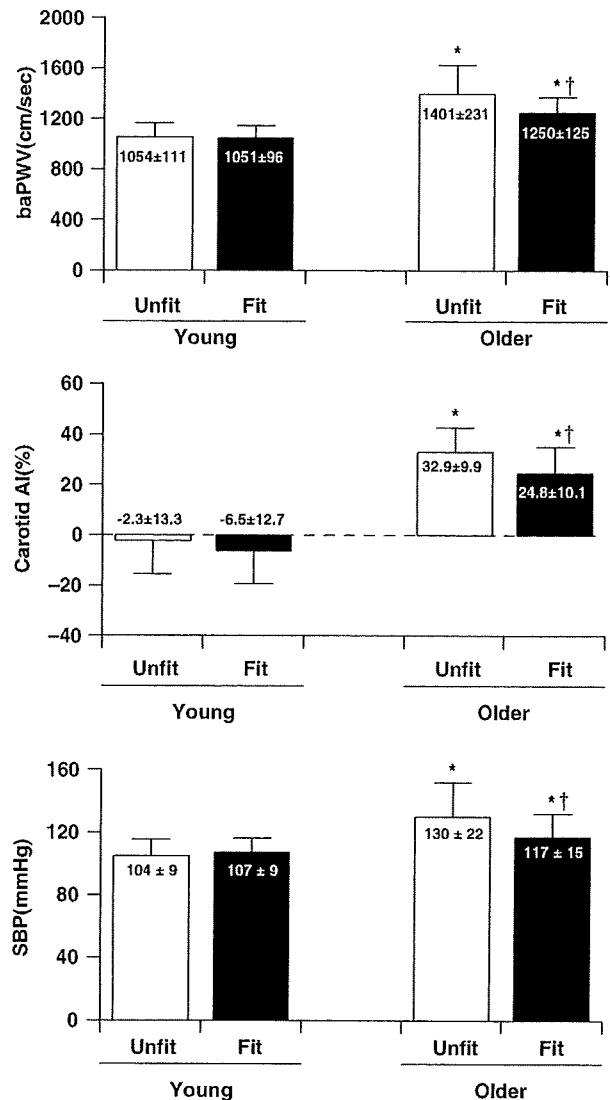 baPWV(cm/sec)
2000
1600
1200
800
400
0
*
*†
1054±111
1051±96
1401±231
1250±125
Unfit Fit Unfit Fit
Young Older
Carotid AI(%)
60
40
20
0
−20
−40
*
*†
32.9±9.9
24.8±10.1
-2.3±13.3
-6.5±12.7
Unfit Fit Unfit Fit
Young Older
SBP(mmHg)
160
120
80
40
0
*
*†
104 ± 9
107 ± 9
130 ± 22
117 ± 15
Unfit Fit Unfit Fit
Young Older